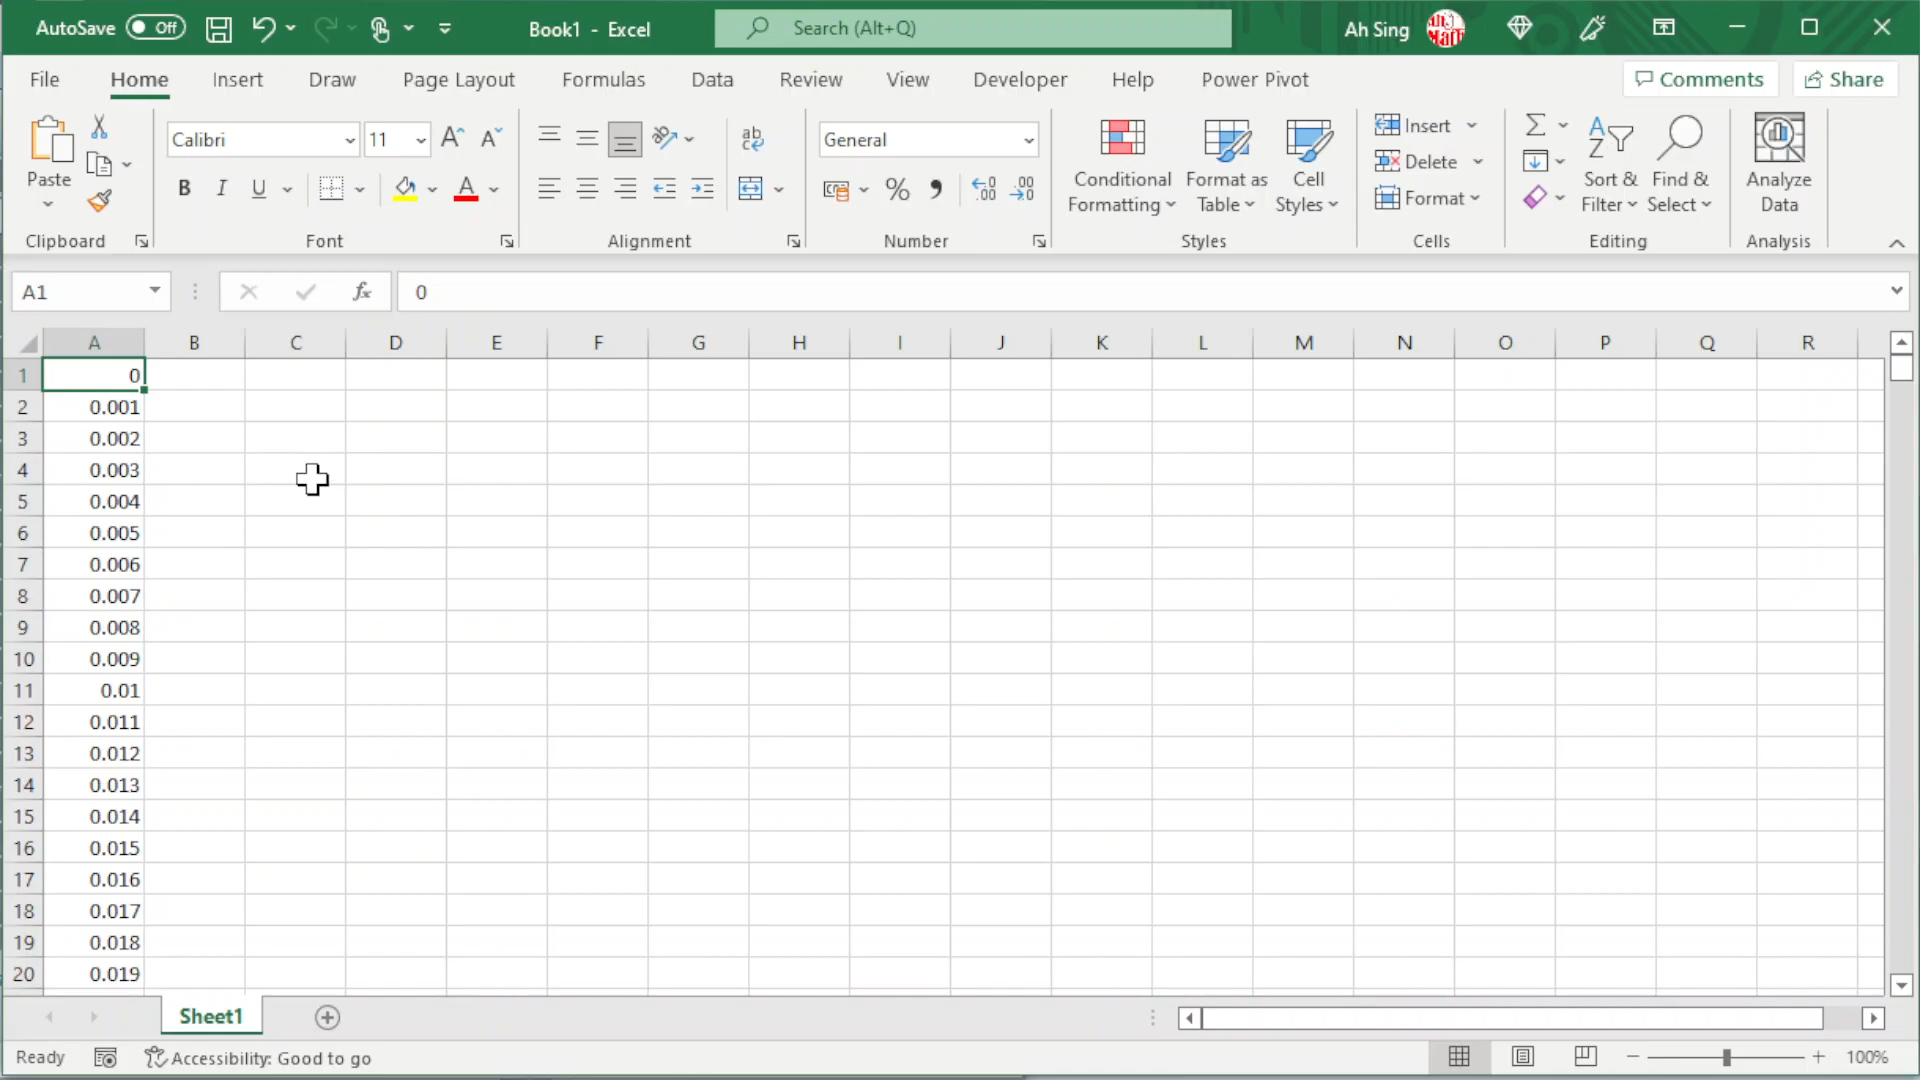 AutoSave Off Book1 - Excel Search (Alt+Q) Ah Sing
File Home Insert Draw Page Layout Formulas Data Review View Developer Help Power Pivot Comments Share
Paste
Clipboard
Calibri 11
B I U A
Font
ab
c
Alignment
General
% , .00 .00
Number
Conditional
Formatting
Format as
Table
Cell
Styles
Styles
Insert
Delete
Format
Cells
Sort &
Filter
Find &
Select
Editing
Analyze
Data
Analysis
A1 fx 0
A B C D E F G H I J K L M N O P Q R
1 0
2 0.001
3 0.002
4 0.003
5 0.004
6 0.005
7 0.006
8 0.007
9 0.008
10 0.009
11 0.01
12 0.011
13 0.012
14 0.013
15 0.014
16 0.015
17 0.016
18 0.017
19 0.018
20 0.019
Sheet1
Ready Accessibility: Good to go 100%